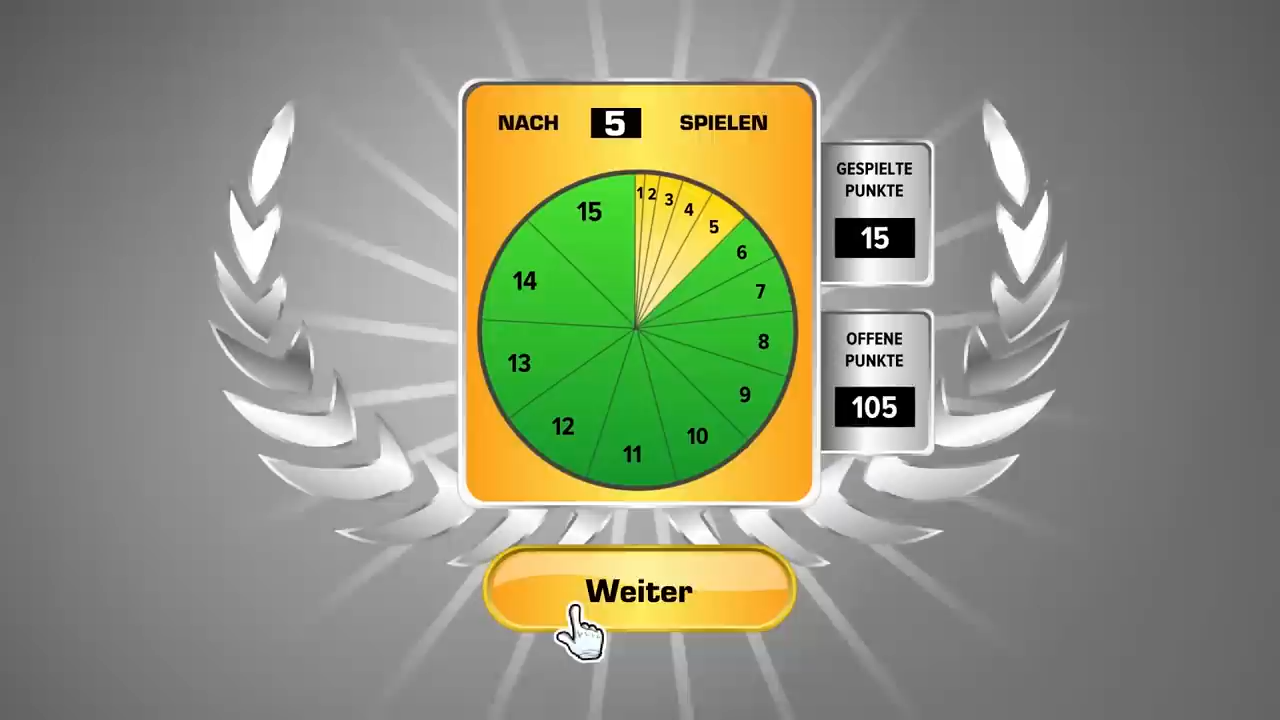 NACH 5 SPIELEN
1 2 3 4 5 6 7 8 9 10 11 12 13 14 15
GESPIELTE
PUNKTE
15
OFFENE
PUNKTE
105
Weiter